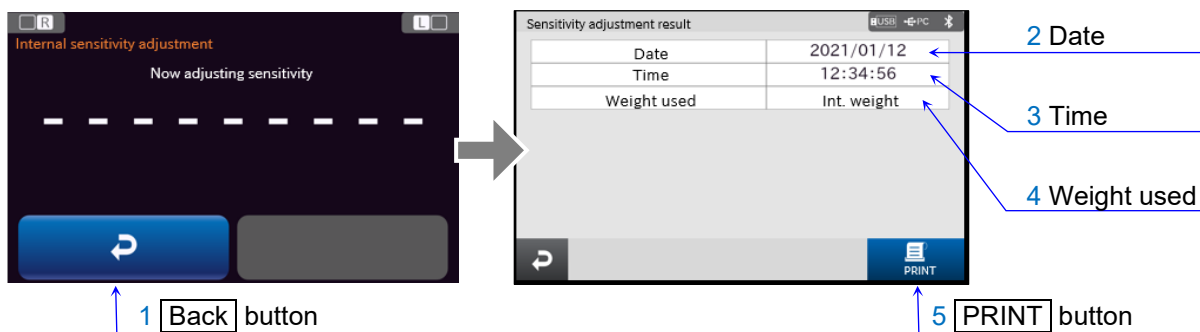 R
L
Internal sensitivity adjustment
Now adjusting sensitivity
Sensitivity adjustment result
USB PC
Date 2021/01/12
Time 12:34:56
Weight used Int. weight
PRINT
2 Date
3 Time
4 Weight used
1 Back button
5 PRINT button